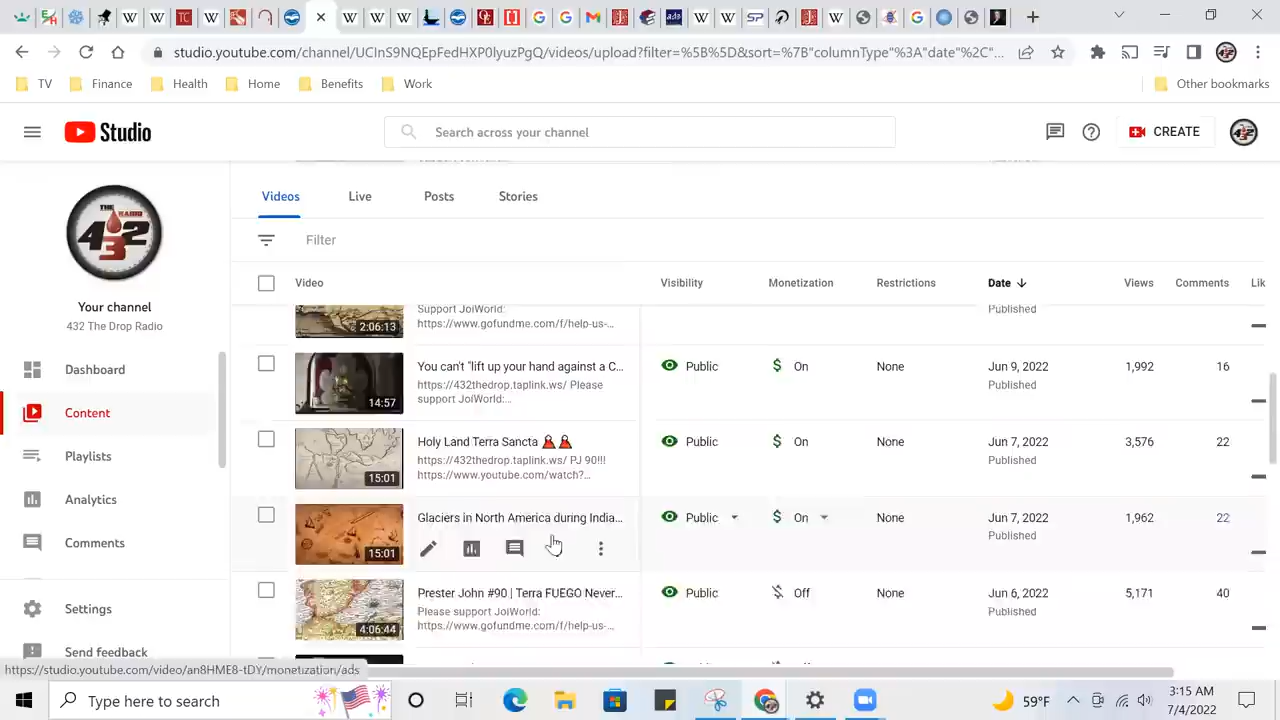 studio.youtube.com/channel/UCInS9NQEpFedHXP0lyuzPgQ/videos/upload?filter=%5B%5D&sort=%7B"columnType"%3A"date"%2C"...
TV Finance Health Home Benefits Work Other bookmarks
Studio
Search across your channel
CREATE
Videos Live Posts Stories
THE RADIO
432
Filter
Your channel
432 The Drop Radio
Video Visibility Monetization Restrictions Date Views Comments Lik
Support JoiWorld:
https://www.gofundme.com/f/help-us-...
2:06:13
Published
You can't "lift up your hand against a C...
https://432thedrop.taplink.ws/ Please
support JoiWorld:...
14:57
Public On None Jun 9, 2022 1,992 16
Published
Holy Land Terra Sancta
https://432thedrop.taplink.ws/ PJ 90!!!
https://www.youtube.com/watch?...
15:01
Public On None Jun 7, 2022 3,576 22
Published
Glaciers in North America during India...
15:01
Public On None Jun 7, 2022 1,962 22
Published
Prester John #90 | Terra FUEGO Never...
Please support JoiWorld:
https://www.gofundme.com/f/help-us-...
4:06:44
Public Off None Jun 6, 2022 5,171 40
Published
Dashboard
Content
Playlists
Analytics
Comments
Settings
Send feedback
https://studio.youtube.com/video/an8HME8-tDY/monetization/ads
Type here to search
59°F
3:15 AM
7/4/2022